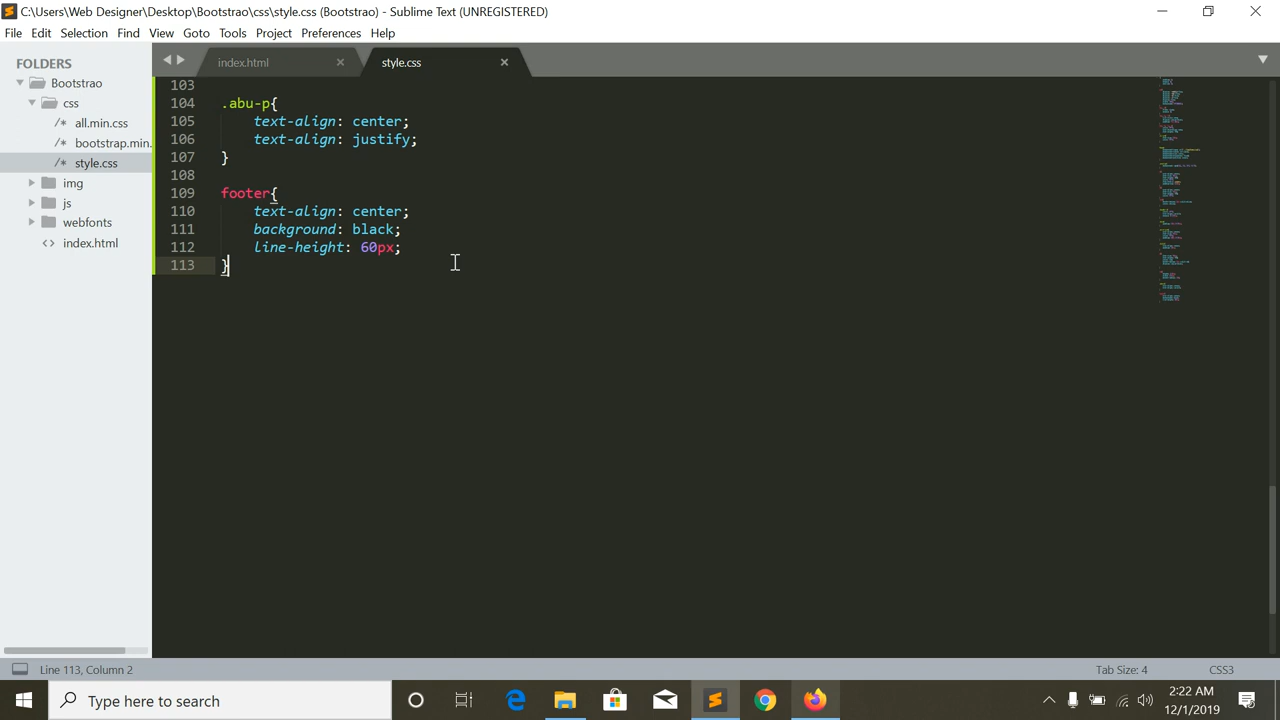 C:\Users\Web Designer\Desktop\Bootstrao\css\style.css (Bootstrao) - Sublime Text (UNREGISTERED)
File Edit Selection Find View Goto Tools Project Preferences Help
FOLDERS
Bootstrao
css
all.min.css
bootstrap.min.
style.css
img
js
webfonts
index.html
index.html style.css
103
104 .abu-p{
105 text-align: center;
106 text-align: justify;
107 }
108
109 footer{
110 text-align: center;
111 background: black;
112 line-height: 60px;
113 }
Line 113, Column 2 Tab Size: 4 CSS3
Type here to search
2:22 AM
12/1/2019